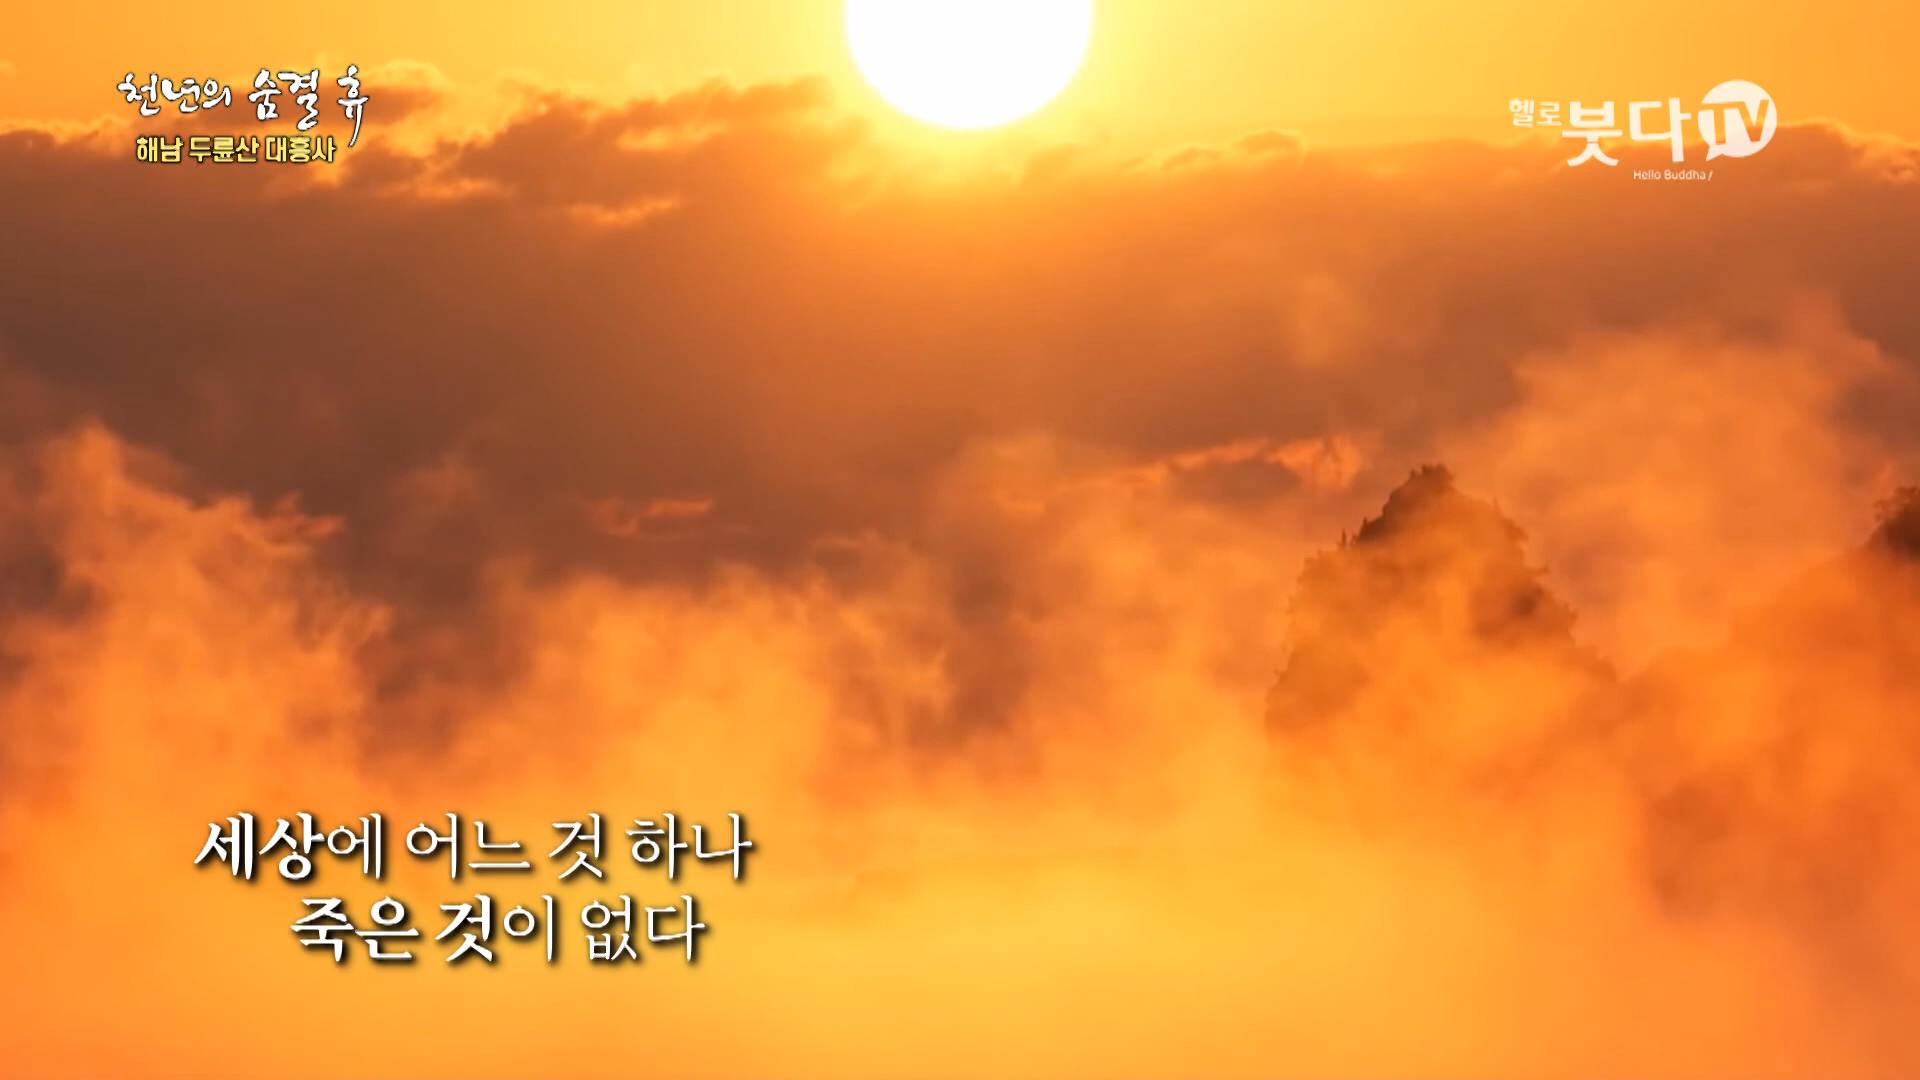 천년의 숨결 휴
해남 두륜산 대흥사
헬로붓다TV
Hello Buddha !
세상에 어느 것 하나
죽은 것이 없다